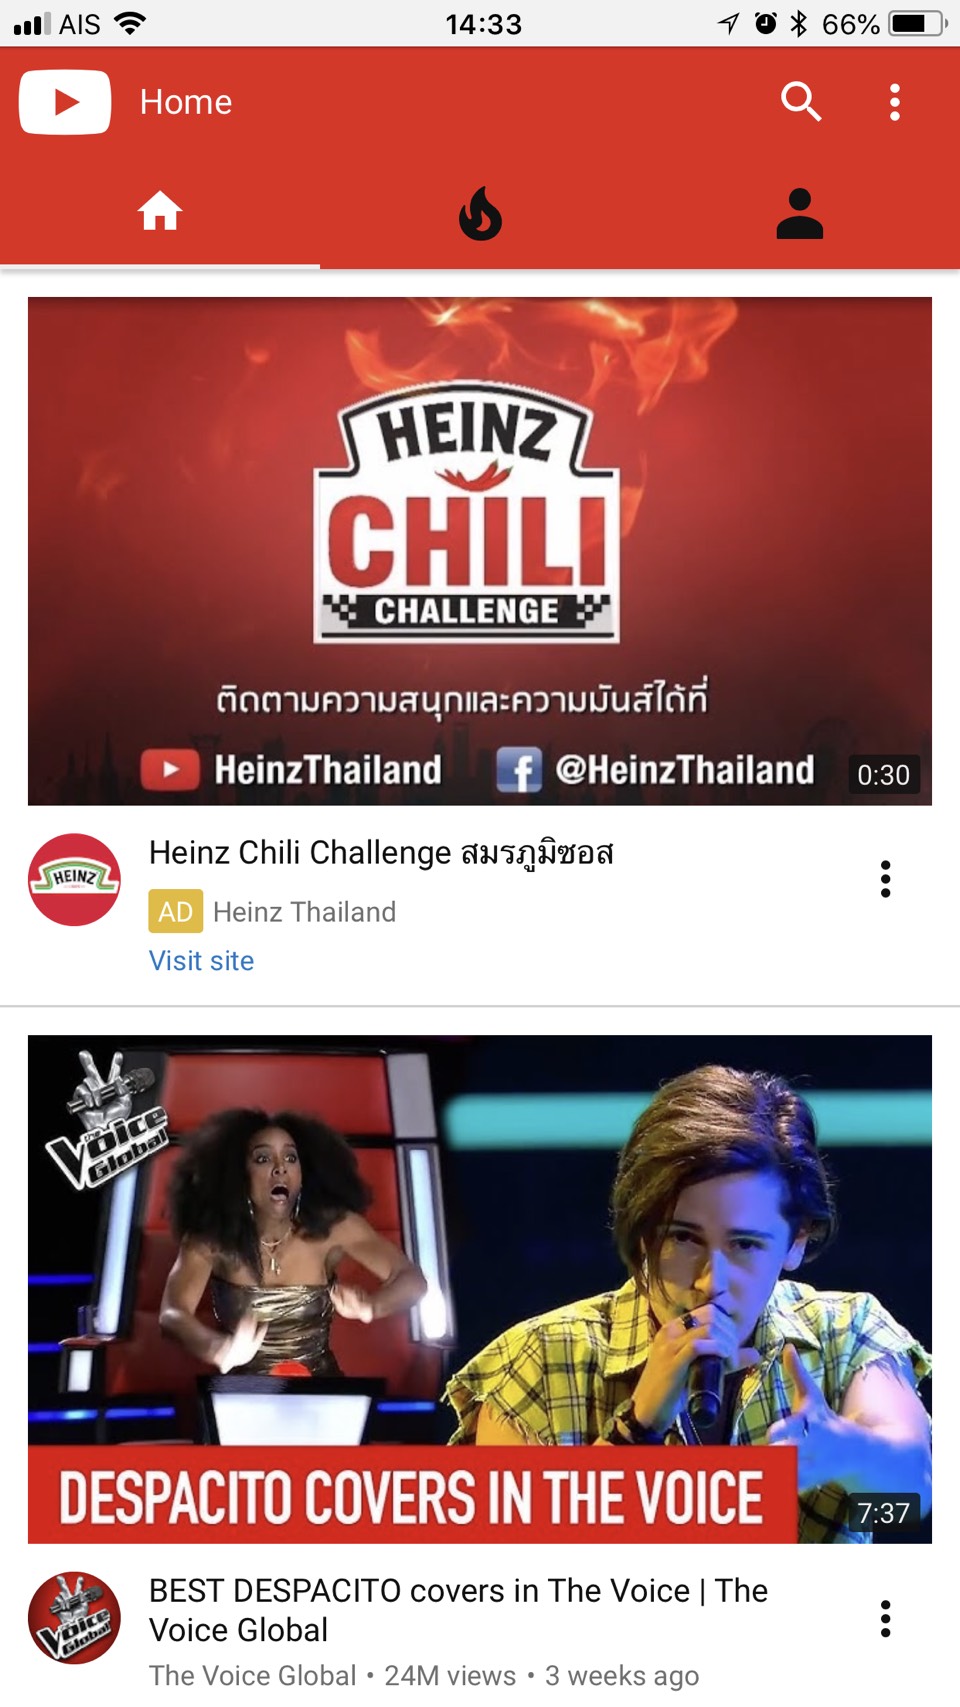 AIS 14:33 66%
Home
HEINZ
CHILI
CHALLENGE
ติดตามความสนุกและความมันส์ได้ที่
HeinzThailand @HeinzThailand
0:30
HEINZ
Heinz Chili Challenge สมรภูมิซอส
AD Heinz Thailand
Visit site
the
Voice
Global
DESPACITO COVERS IN THE VOICE
7:37
the
Voice
Global
BEST DESPACITO covers in The Voice | The
Voice Global
The Voice Global • 24M views • 3 weeks ago